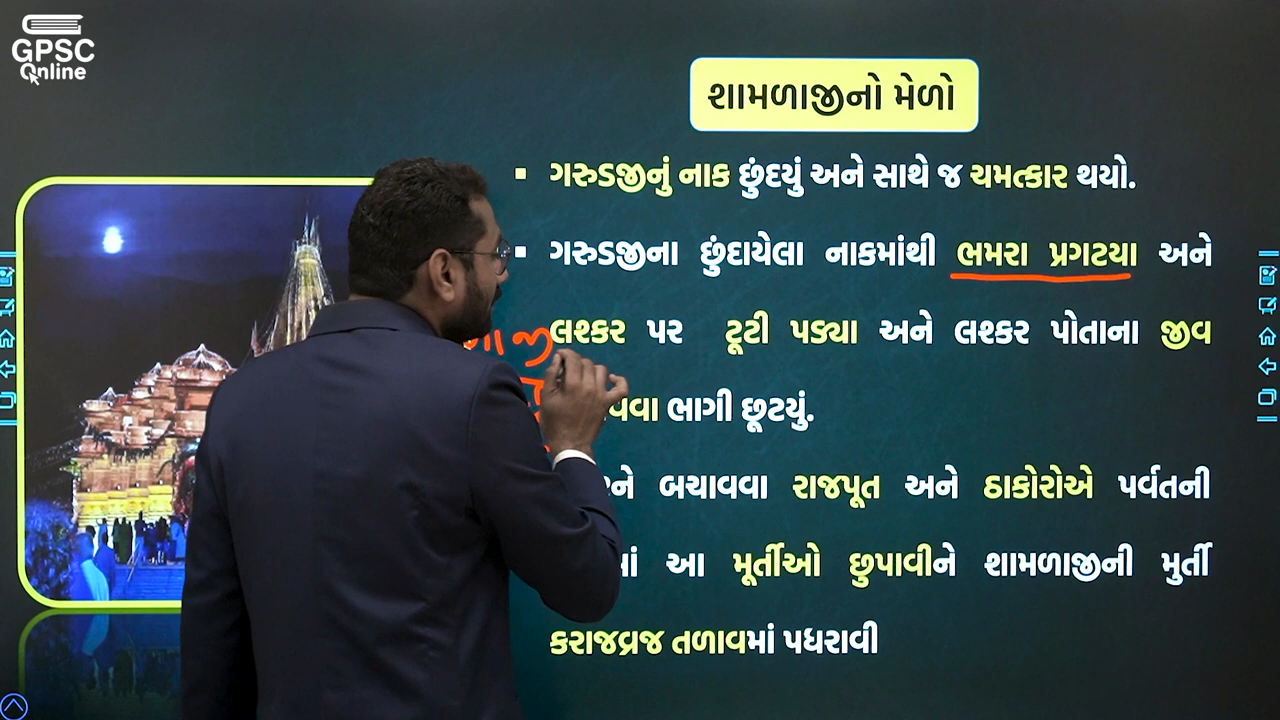 GPSC
Online
શામળાજીનો મેળો
▪ ગરુડજીનું નાક છુંદયું અને સાથે જ ચમત્કાર થયો.
▪ ગરુડજીના છુંદાયેલા નાકમાંથી ભમરા પ્રગટયા અને
લશ્કર પર ટૂટી પડ્યા અને લશ્કર પોતાના જીવ
ભાગી છૂટયું.
બચાવવા રાજપૂત અને ઠાકોરોએ પર્વતની
આ મૂર્તીઓ છુપાવીને શામળાજીની મુર્તી
કરાજવ્રજ તળાવમાં પધરાવી